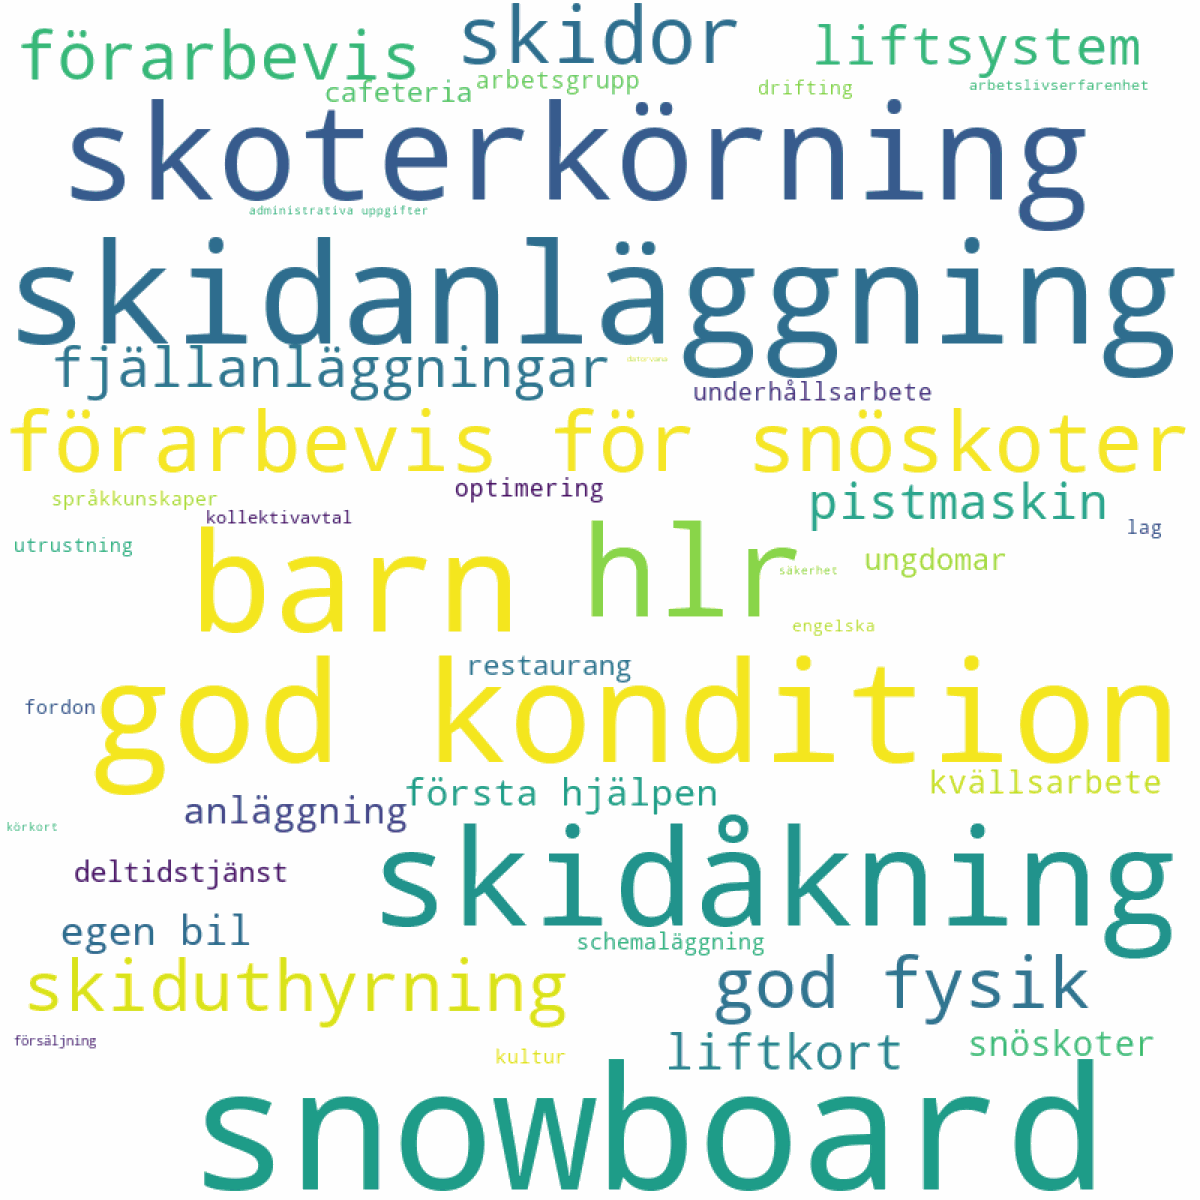 skidor
förarbevis
liftsystem
arbetsgrupp
cafeteria
drifting
arbetslivserfarenhet
skoterkörning
administrativa uppgifter
skidanläggning
fjällanläggningar
datorvana
underhållsarbete
förarbevis för snöskoter
optimering
språkkunskaper
pistmaskin
kollektivavtal
lag
utrustning
barn
hlr
ungdomar
säkerhet
engelska
restaurang
god kondition
fordon
kvällsarbete
första hjälpen
anläggning
körkort
skidåkning
deltidstjänst
egen bil
schemaläggning
skiduthyrning
god fysik
försäljning
liftkort
snöskoter
kultur
snowboard